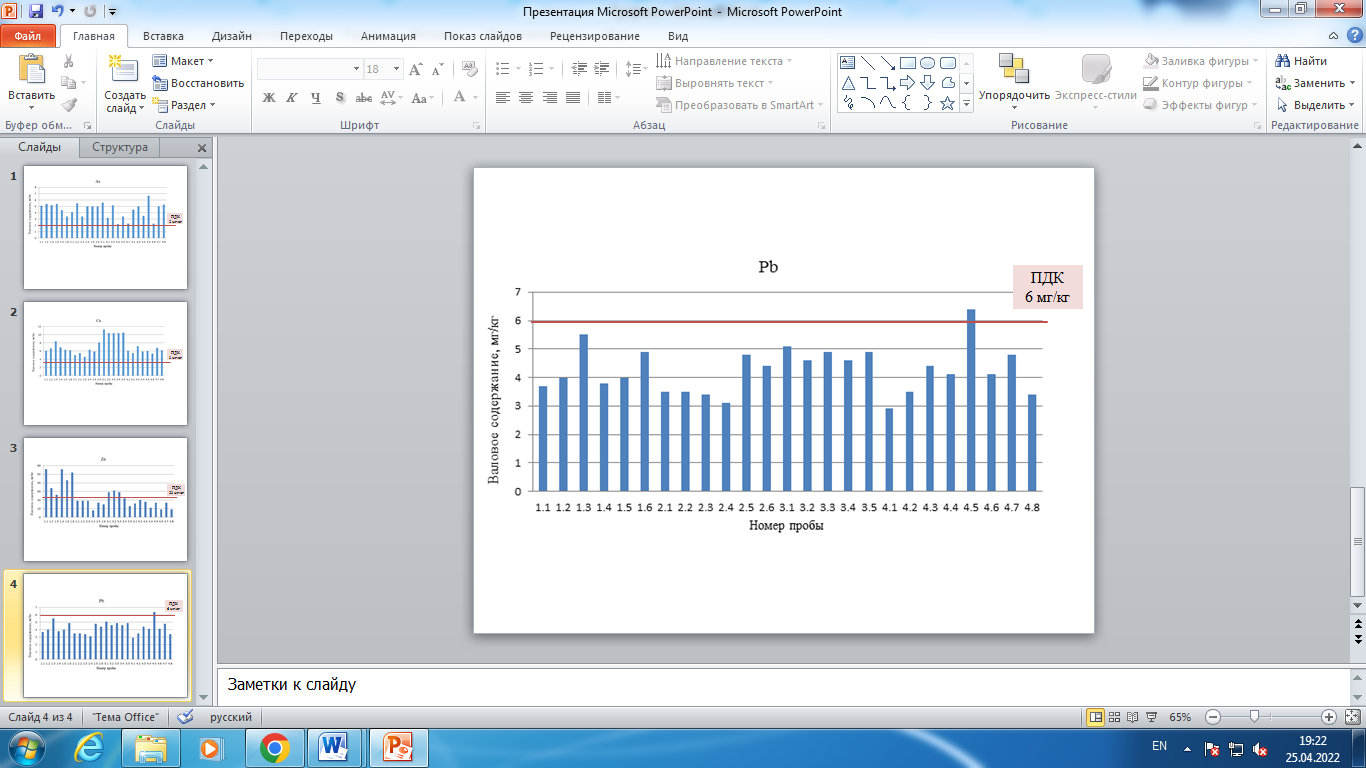 Презентация Microsoft PowerPoint - Microsoft PowerPoint
Файл Главная Вставка Дизайн Переходы Анимация Показ слайдов Рецензирование Вид
Вставить
Буфер обм...
Создать слайд
Макет
Восстановить
Раздел
Слайды
18
Ж К Ч S abc AV Aa А
Шрифт
Направление текста
Выровнять текст
Преобразовать в SmartArt
Абзац
Упорядочить
Экспресс-стили
Заливка фигуры
Контур фигуры
Эффекты фигур
Рисование
Найти
Заменить
Выделить
Редактирование
Слайды Структура
1
2
3
4
Pb
ПДК
6 мг/кг
Валовое содержание, мг/кг
7
6
5
4
3
2
1
0
1.1 1.2 1.3 1.4 1.5 1.6 2.1 2.2 2.3 2.4 2.5 2.6 3.1 3.2 3.3 3.4 3.5 4.1 4.2 4.3 4.4 4.5 4.6 4.7 4.8
Номер пробы
Заметки к слайду
Слайд 4 из 4 "Тема Office" русский 65%
EN
19:22
25.04.2022